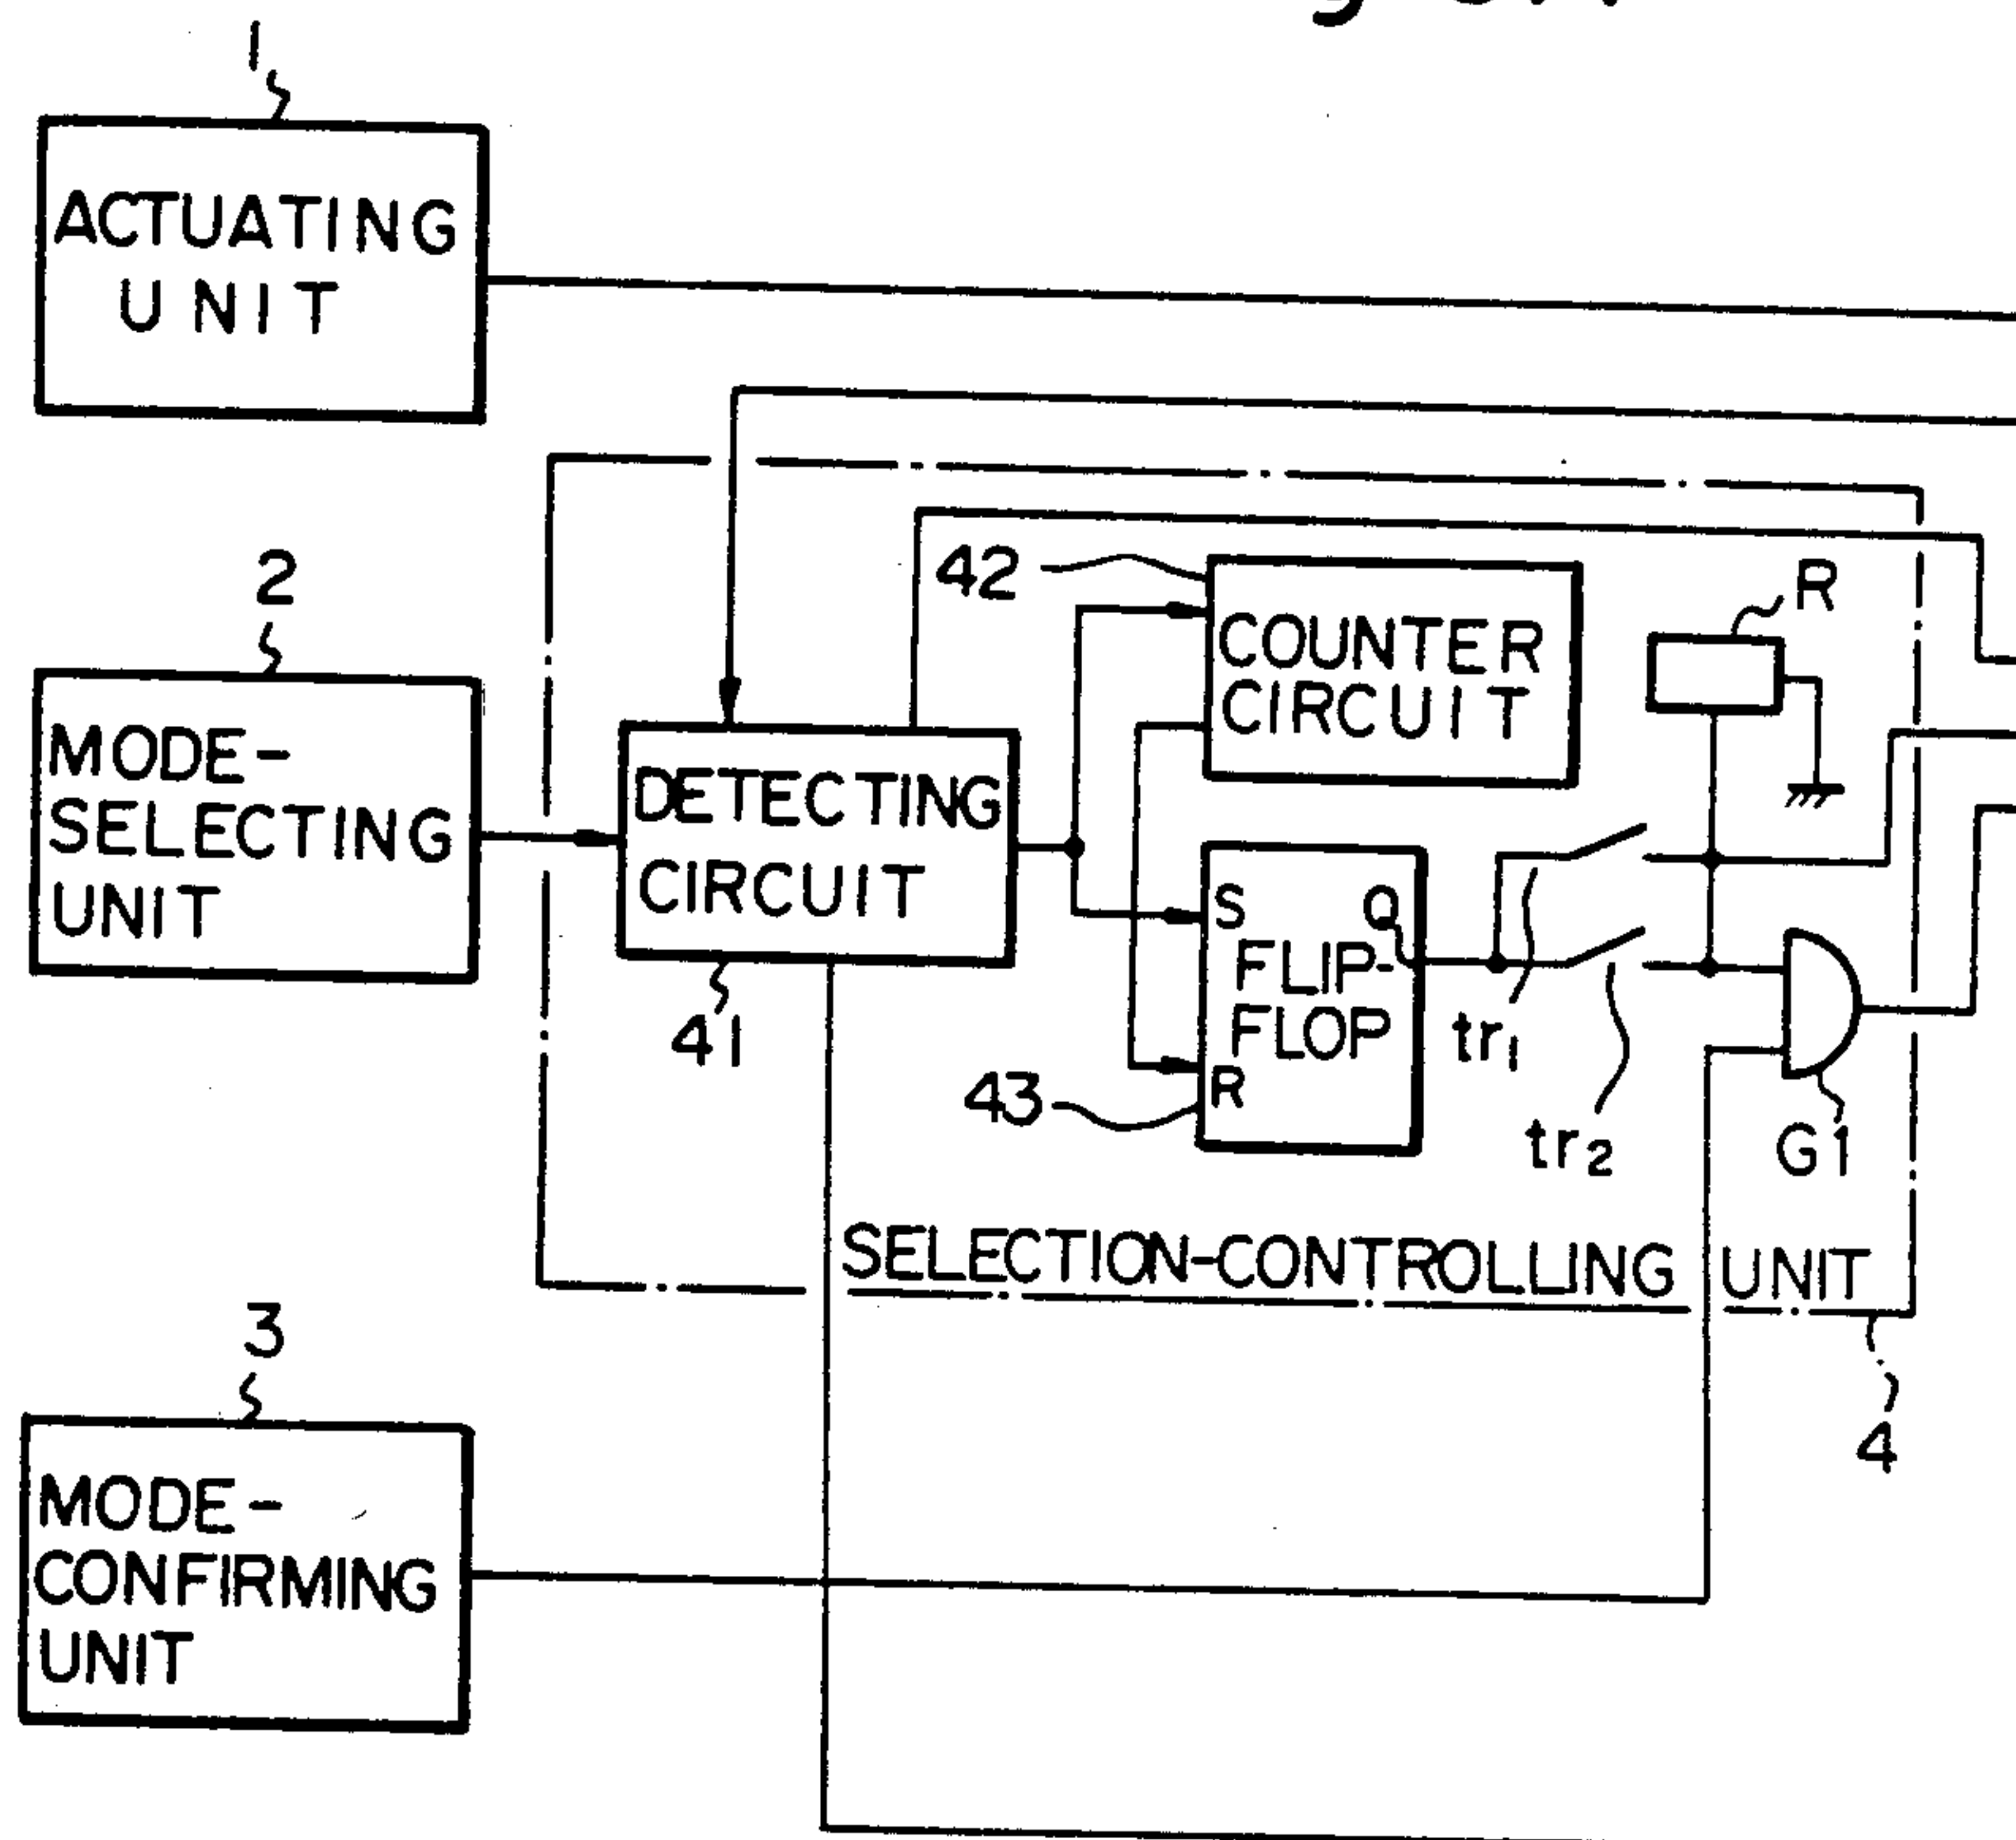 1
ACTUATING
UNIT
2
MODE-
SELECTING
UNIT
42
COUNTER
CIRCUIT
R
DETECTING
CIRCUIT
41
S
Q
FLIP-
FLOP
R
43
tr1
tr2
G1
SELECTION-CONTROLLING UNIT
4
3
MODE-
CONFIRMING
UNIT